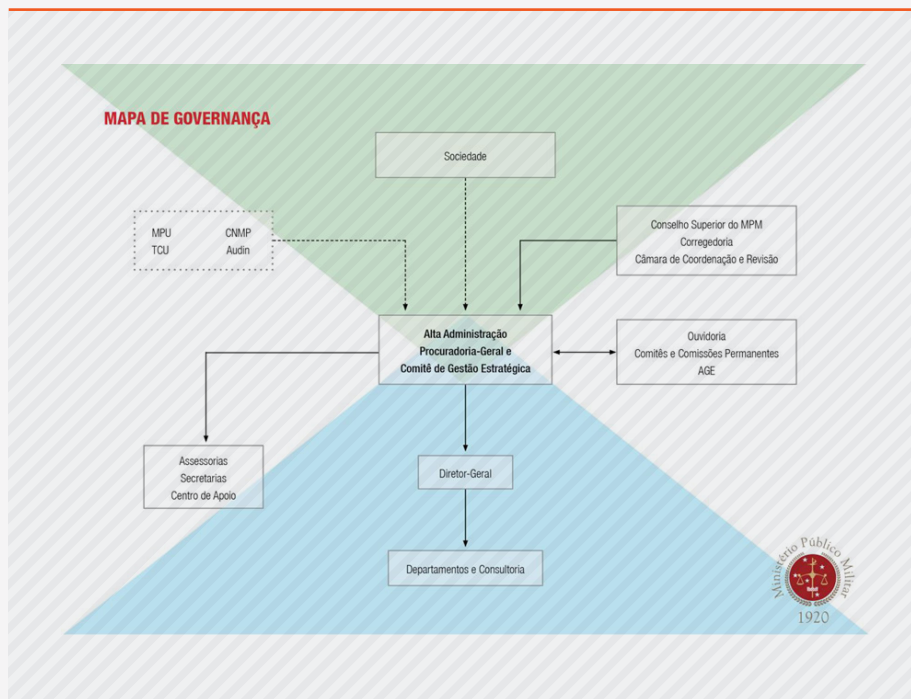 MAPA DE GOVERNANÇA
Sociedade
MPU CNMP
TCU Audin
Conselho Superior do MPM
Corregedoria
Câmara de Coordenação e Revisão
Alta Administração
Procuradoria-Geral e
Comitê de Gestão Estratégica
Ouvidoria
Comitês e Comissões Permanentes
AGE
Assessorias
Secretarias
Centro de Apoio
Diretor-Geral
Departamentos e Consultoria
Ministério Público Militar
1920